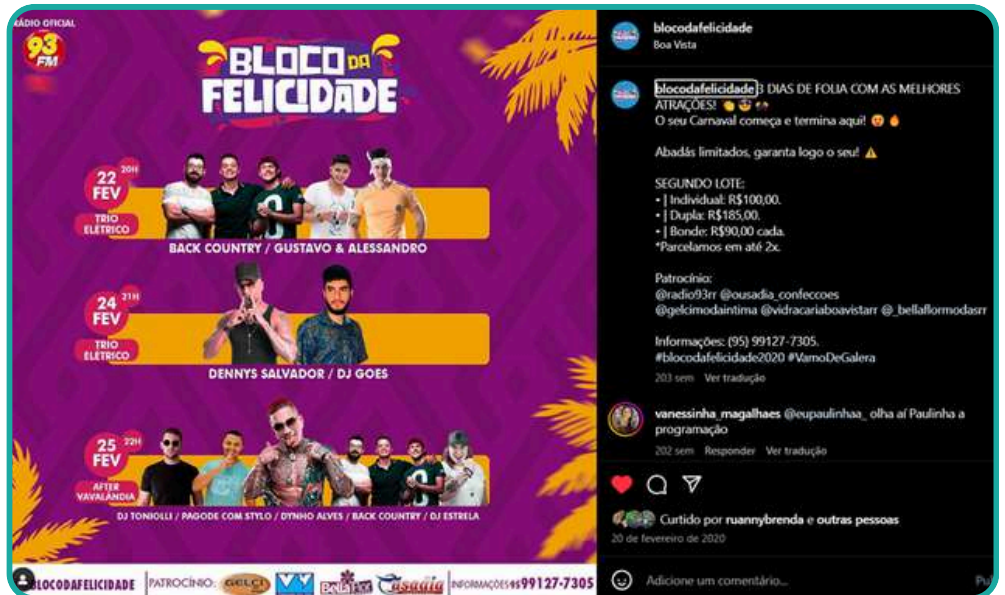 RÁDIO OFICIAL
93
FM
BLOCO DA
FELICIDADE
22 20H
FEV
TRIO
ELÉTRICO
BACK COUNTRY / GUSTAVO & ALESSANDRO
24 21H
FEV
TRIO
ELÉTRICO
DENNYS SALVADOR / DJ GOES
25 22H
FEV
AFTER
VAVALÂNDIA
DJ TONIOLLI / PAGODE COM STYLO / DYNHO ALVES / BACK COUNTRY / DJ ESTRELA
BLOCODAFELICIDADE PATROCÍNIO: GELCI Bella Flor Ousadia INFORMAÇÕES: 95 99127-7305
blocodafelicidade
Boa Vista
blocodafelicidade 3 DIAS DE FOLIA COM AS MELHORES
ATRAÇÕES!
O seu Carnaval começa e termina aqui!
Abadás limitados, garanta logo o seu!
SEGUNDO LOTE:
• | Individual: R$100,00.
• | Dupla: R$185,00.
• | Bonde: R$90,00 cada.
*Parcelamos em até 2x.
Patrocínio:
@radio93rr @ousadia_confeccoes
@gelcimodaintima @vidracariaboavistarr @_bellaflormodasrr
Informações: (95) 99127-7305.
#blocodafelicidade2020 #VamoDeGalera
203 sem Ver tradução
vanessinha_magalhaes @eupaulinhaa_ olha aí Paulinha a
programação
202 sem Responder Ver tradução
Curtido por ruannybrenda e outras pessoas
20 de fevereiro de 2020
Adicione um comentário...